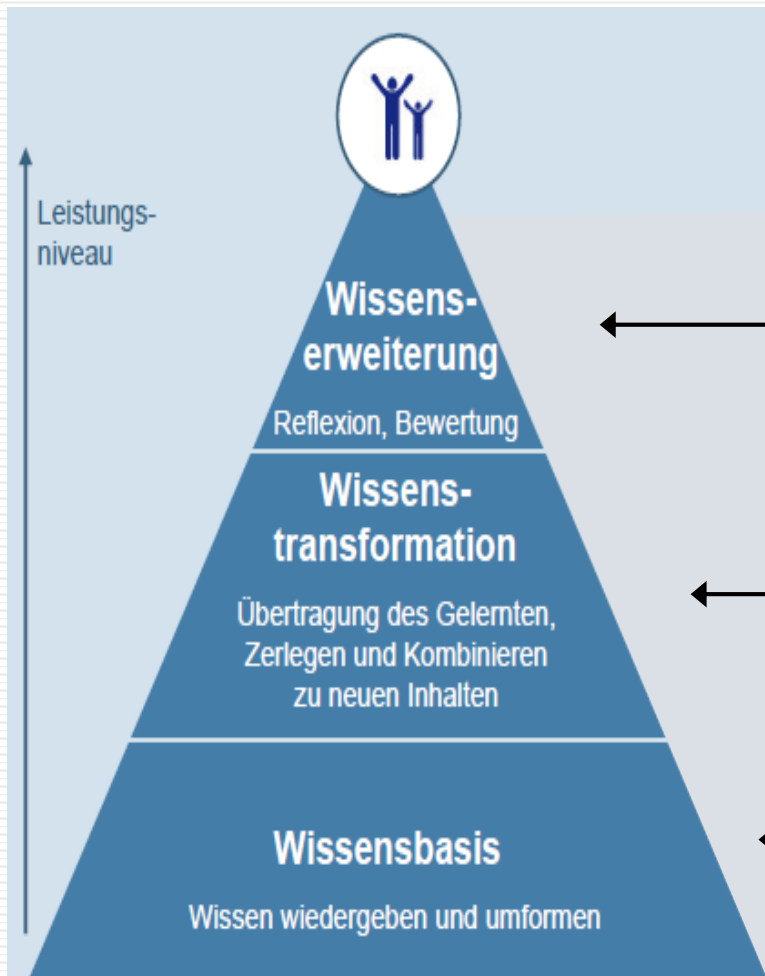 Leistungs-
niveau
Wissens-
erweiterung
Reflexion, Bewertung
Wissens-
transformation
Übertragung des Gelernten,
Zerlegen und Kombinieren
zu neuen Inhalten
Wissensbasis
Wissen wiedergeben und umformen